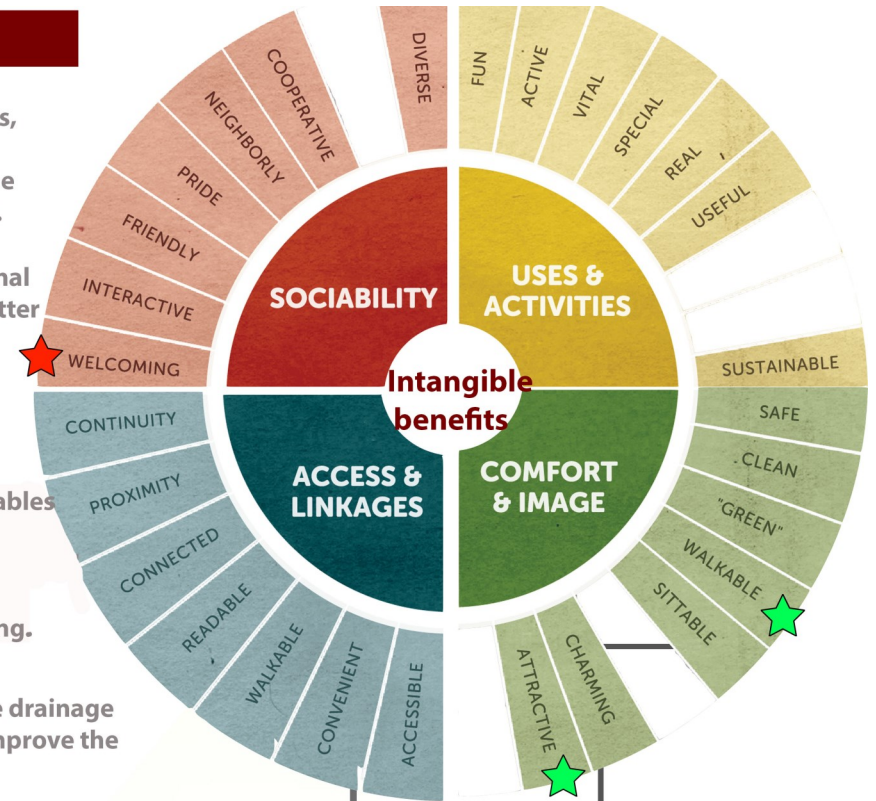 s,
e
.
nal
tter
ables
ng.
e drainage
nprove the
DIVERSE
COOPERATIVE
NEIGHBORLY
PRIDE
FRIENDLY
INTERACTIVE
WELCOMING
SOCIABILITY
FUN
ACTIVE
VITAL
SPECIAL
REAL
USEFUL
SUSTAINABLE
USES &
ACTIVITIES
Intangible
benefits
CONTINUITY
PROXIMITY
CONNECTED
READABLE
WALKABLE
CONVENIENT
ACCESSIBLE
ACCESS &
LINKAGES
SAFE
CLEAN
"GREEN"
WALKABLE
SITTABLE
CHARMING
ATTRACTIVE
COMFORT
& IMAGE